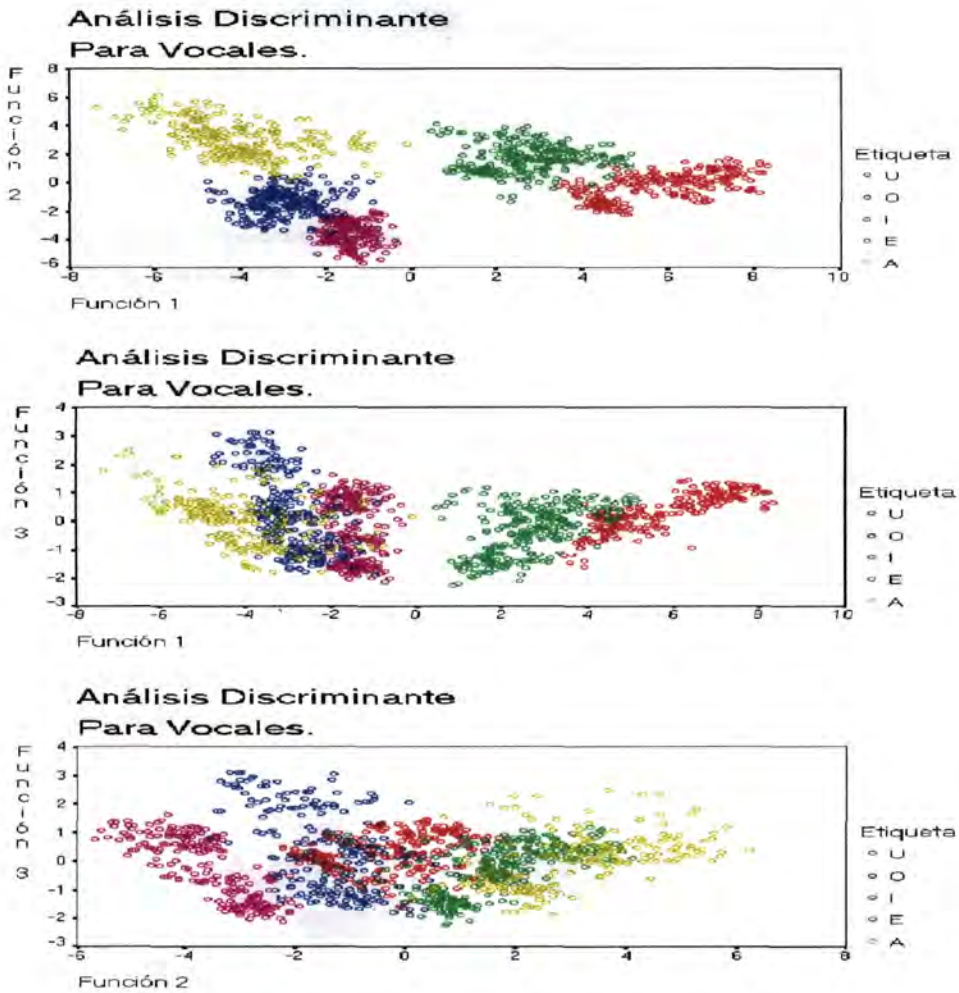 Análisis Discriminante
Para Vocales.
Función 2
8
6
4
2
0
-2
-4
-6
-8 -6 -4 -2 0 2 4 6 8 10
Función 1
Etiqueta
U
O
I
E
A
Análisis Discriminante
Para Vocales.
Función 3
4
3
2
1
0
-1
-2
-3
-8 -6 -4 -2 0 2 4 6 8 10
Función 1
Etiqueta
U
O
I
E
A
Análisis Discriminante
Para Vocales.
Función 3
4
3
2
1
0
-1
-2
-3
-6 -4 -2 0 2 4 6 8
Función 2
Etiqueta
U
O
I
E
A